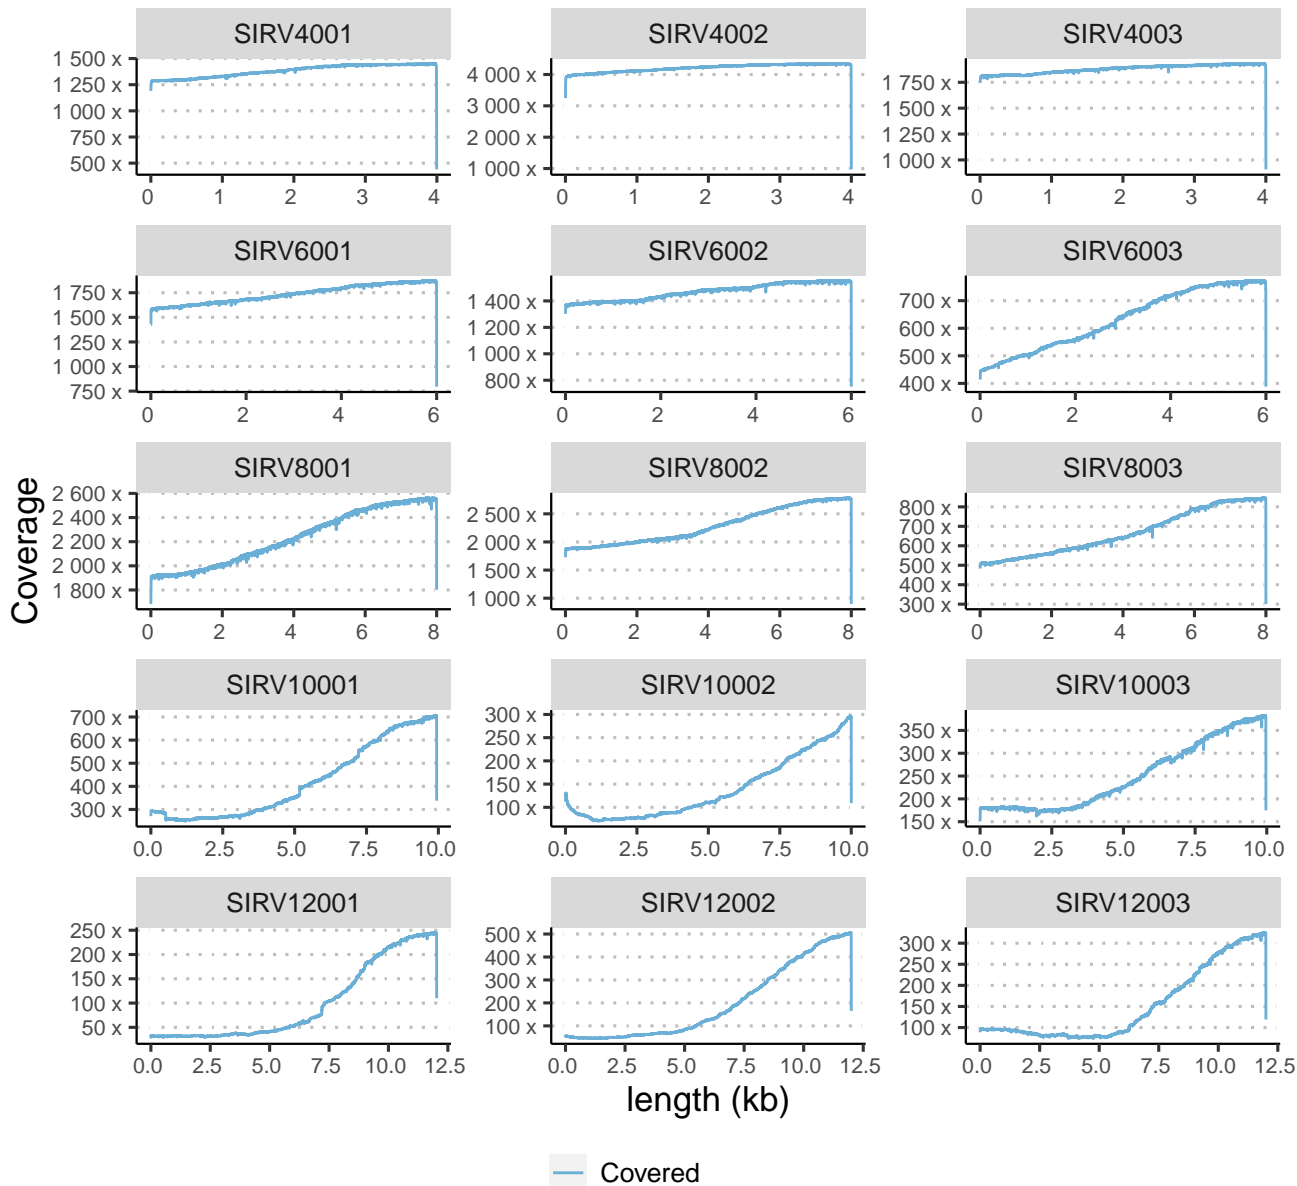 SIRV4001 SIRV4002 SIRV4003
1 500 x
1 250 x
1 000 x
750 x
500 x
0 1 2 3 4
4 000 x
3 000 x
2 000 x
1 000 x
0 1 2 3 4
1 750 x
1 500 x
1 250 x
1 000 x
0 1 2 3 4
SIRV6001 SIRV6002 SIRV6003
1 750 x
1 500 x
1 250 x
1 000 x
750 x
0 2 4 6
1 400 x
1 200 x
1 000 x
800 x
0 2 4 6
700 x
600 x
500 x
400 x
0 2 4 6
SIRV8001 SIRV8002 SIRV8003
2 600 x
2 400 x
2 200 x
2 000 x
1 800 x
0 2 4 6 8
2 500 x
2 000 x
1 500 x
1 000 x
0 2 4 6 8
800 x
700 x
600 x
500 x
400 x
300 x
0 2 4 6 8
Coverage
SIRV10001 SIRV10002 SIRV10003
700 x
600 x
500 x
400 x
300 x
0.0 2.5 5.0 7.5 10.0
300 x
250 x
200 x
150 x
100 x
0.0 2.5 5.0 7.5 10.0
350 x
300 x
250 x
200 x
150 x
0.0 2.5 5.0 7.5 10.0
SIRV12001 SIRV12002 SIRV12003
250 x
200 x
150 x
100 x
50 x
0.0 2.5 5.0 7.5 10.0 12.5
500 x
400 x
300 x
200 x
100 x
0.0 2.5 5.0 7.5 10.0 12.5
300 x
250 x
200 x
150 x
100 x
0.0 2.5 5.0 7.5 10.0 12.5
length (kb)
Covered